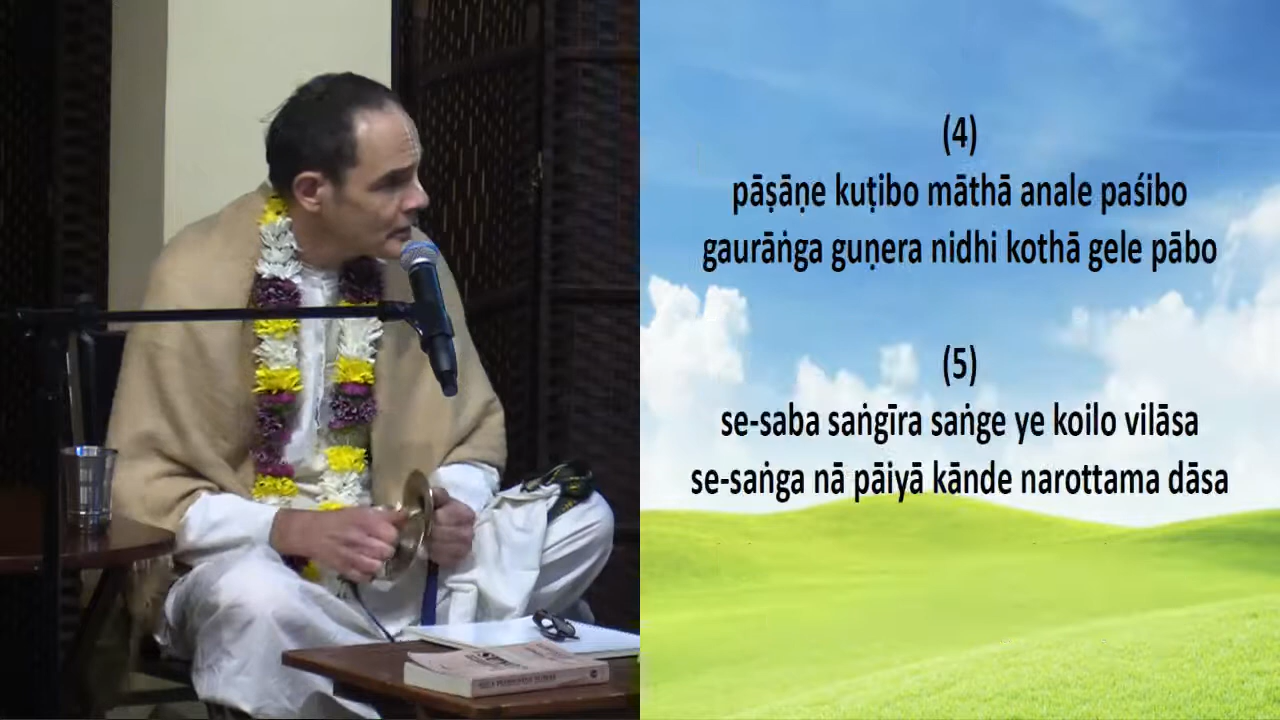 (4)
pāṣāṇe kuṭibo māthā anale paśibo
gaurāṅga guṇera nidhi kothā gele pābo
(5)
se-saba saṅgīra saṅge ye koilo vilāsa
se-saṅga nā pāiyā kānde narottama dāsa